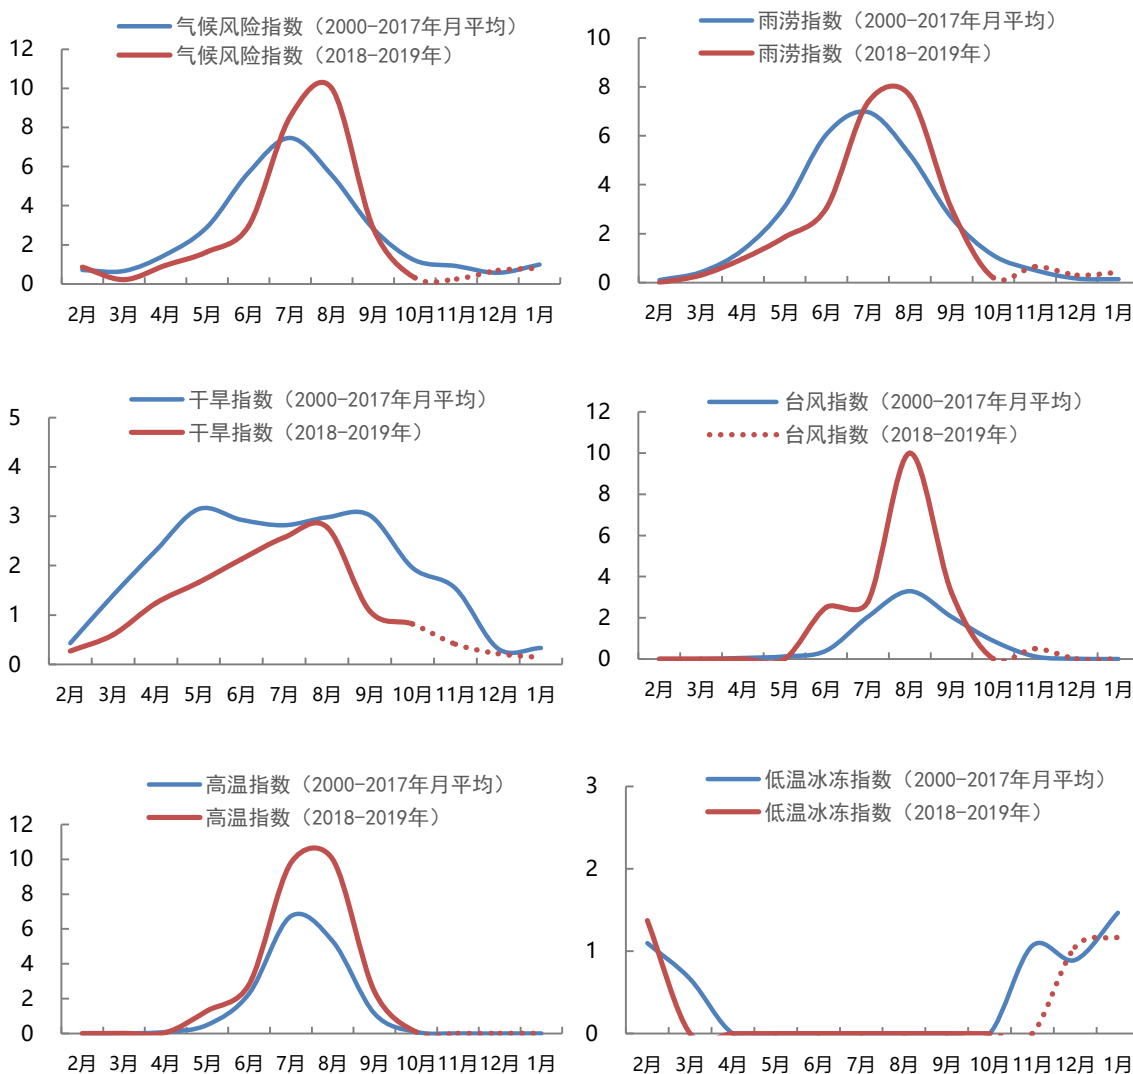 气候风险指数（2000-2017年月平均）
气候风险指数（2018-2019年）
12
10
8
6
4
2
0
2月 3月 4月 5月 6月 7月 8月 9月 10月 11月 12月 1月
雨涝指数（2000-2017年月平均）
雨涝指数（2018-2019年）
10
8
6
4
2
0
2月 3月 4月 5月 6月 7月 8月 9月 10月 11月 12月 1月
干旱指数（2000-2017年月平均）
干旱指数（2018-2019年）
5
4
3
2
1
0
2月 3月 4月 5月 6月 7月 8月 9月 10月 11月 12月 1月
台风指数（2000-2017年月平均）
台风指数（2018-2019年）
12
10
8
6
4
2
0
2月 3月 4月 5月 6月 7月 8月 9月 10月 11月 12月 1月
高温指数（2000-2017年月平均）
高温指数（2018-2019年）
12
10
8
6
4
2
0
2月 3月 4月 5月 6月 7月 8月 9月 10月 11月 12月 1月
低温冰冻指数（2000-2017年月平均）
低温冰冻指数（2018-2019年）
3
2
1
0
2月 3月 4月 5月 6月 7月 8月 9月 10月 11月 12月 1月